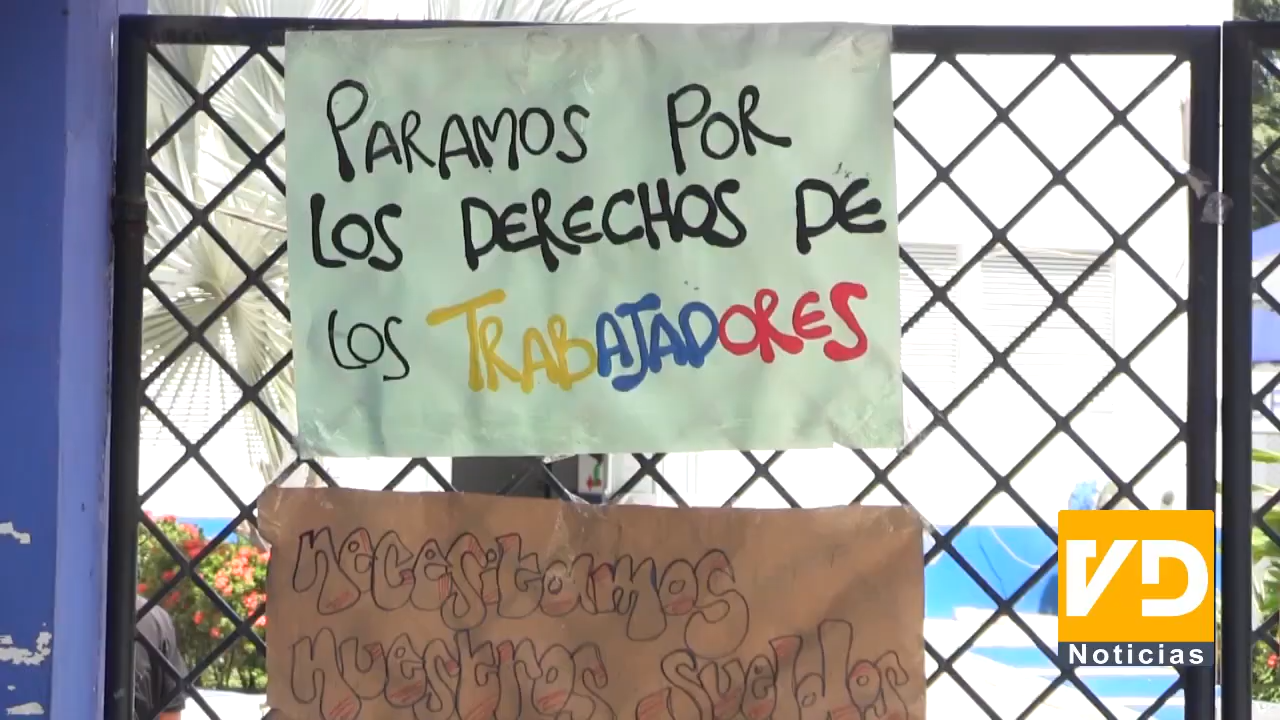 PARAMOS POR
LOS DERECHOS DE
LOS TRABAJADORES
necesitamos
nuestros sueldos
VD
Noticias